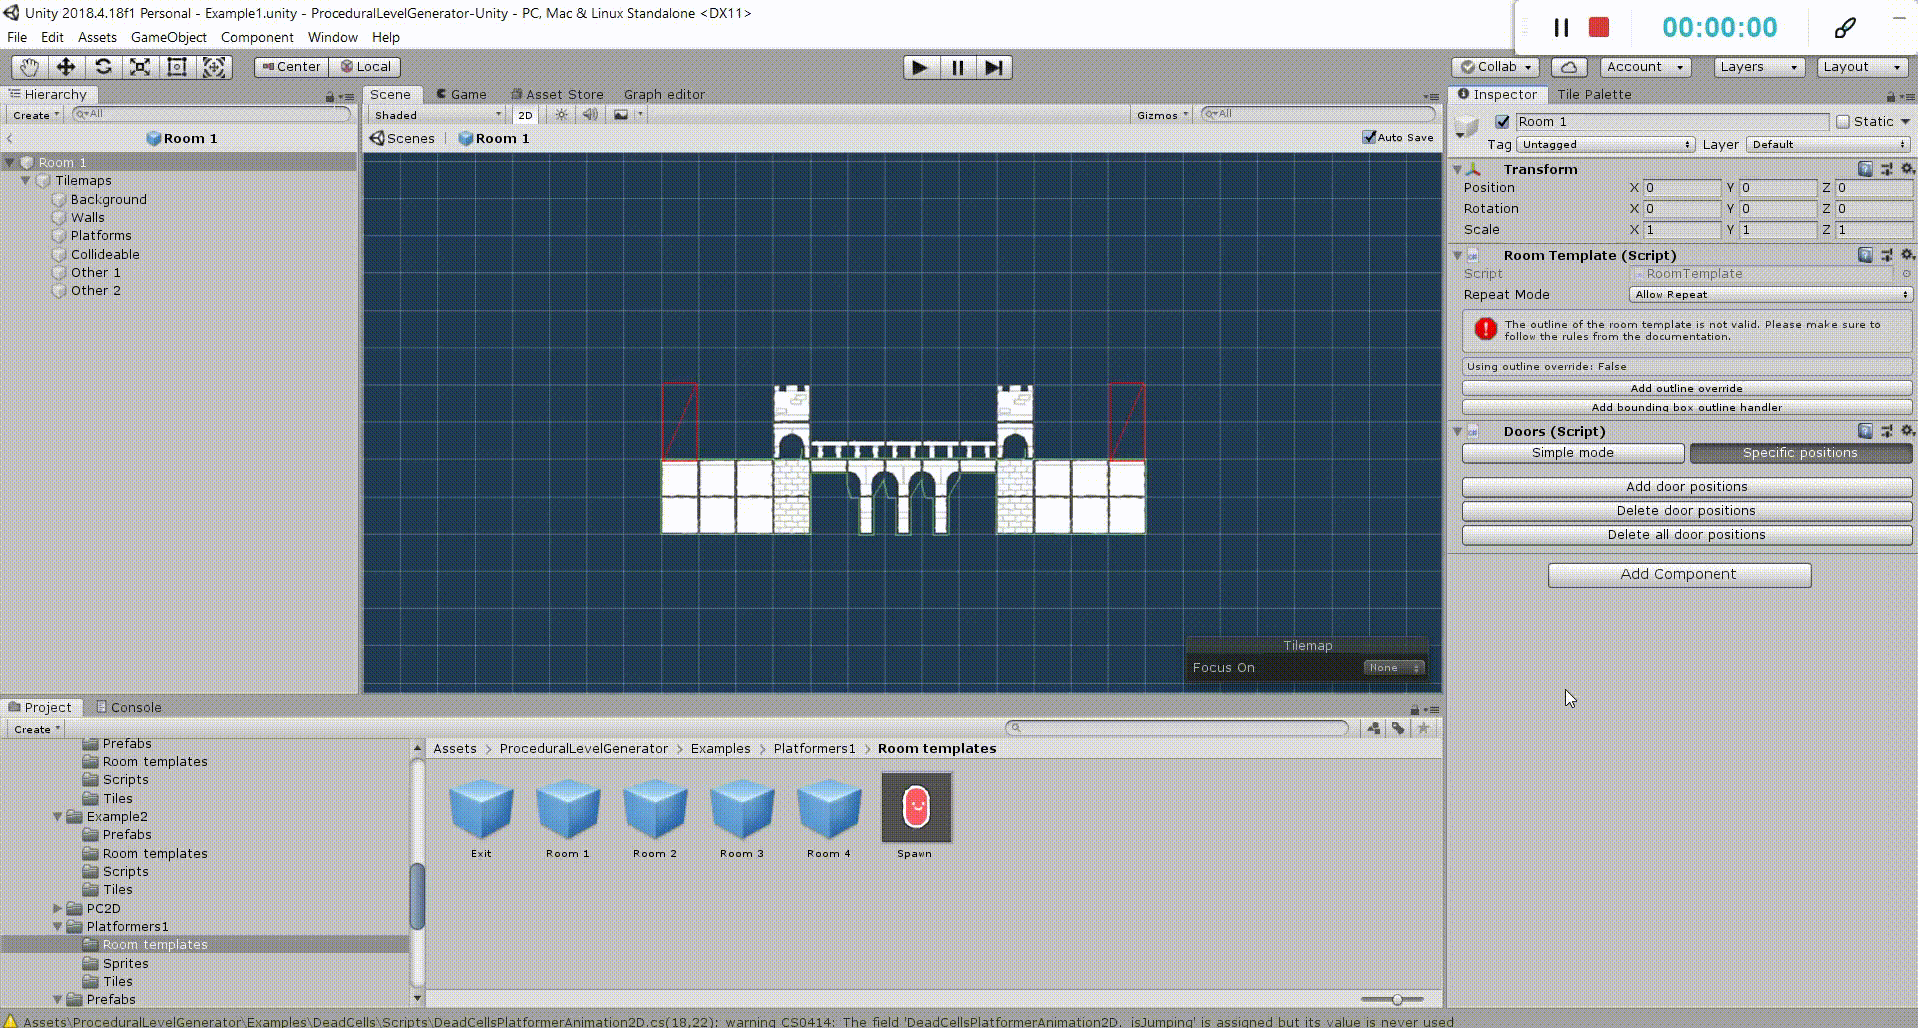 Unity 2018.4.18f1 Personal - Example1.unity - ProceduralLevelGenerator-Unity - PC, Mac & Linux Standalone <DX11>
File Edit Assets GameObject Component Window Help
00:00:00
Center Local
Collab Account Layers Layout
Hierarchy
Create All
Room 1
Room 1
Tilemaps
Background
Walls
Platforms
Collideable
Other 1
Other 2
Scene Game Asset Store Graph editor
Shaded 2D Gizmos All
Scenes Room 1 Auto Save
Tilemap
Focus On None
Inspector Tile Palette
Room 1 Static
Tag Untagged Layer Default
Transform
Position X 0 Y 0 Z 0
Rotation X 0 Y 0 Z 0
Scale X 1 Y 1 Z 1
Room Template (Script)
Script RoomTemplate
Repeat Mode Allow Repeat
The outline of the room template is not valid. Please make sure to
follow the rules from the documentation.
Using outline override: False
Add outline override
Add bounding box outline handler
Doors (Script)
Simple mode Specific positions
Add door positions
Delete door positions
Delete all door positions
Add Component
Project Console
Create
Prefabs
Room templates
Scripts
Tiles
Example2
Prefabs
Room templates
Scripts
Tiles
PC2D
Platformers1
Room templates
Sprites
Tiles
Prefabs
Assets > ProceduralLevelGenerator > Examples > Platformers1 > Room templates
Exit Room 1 Room 2 Room 3 Room 4 Spawn
Assets\ProceduralLevelGenerator\Examples\DeadCells\Scripts\DeadCellsPlatformerAnimation2D.cs(18,22): warning CS0414: The field 'DeadCellsPlatformerAnimation2D._isJumping' is assigned but its value is never used